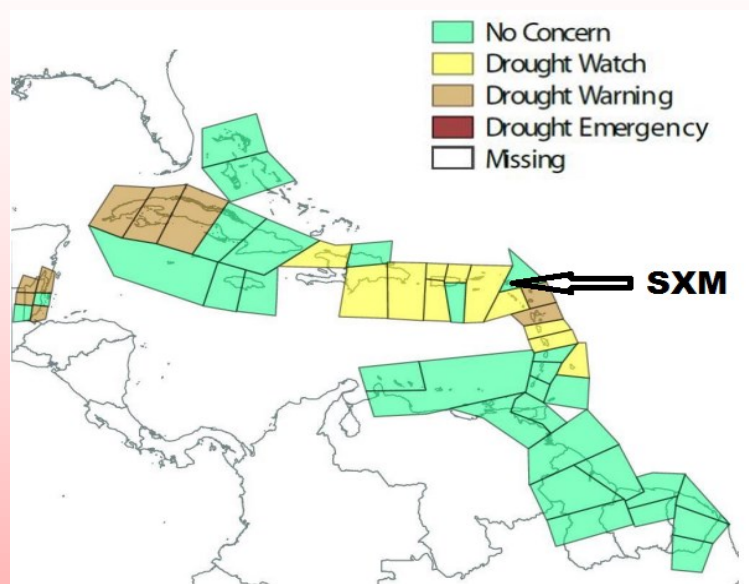 No Concern
Drought Watch
Drought Warning
Drought Emergency
Missing
SXM